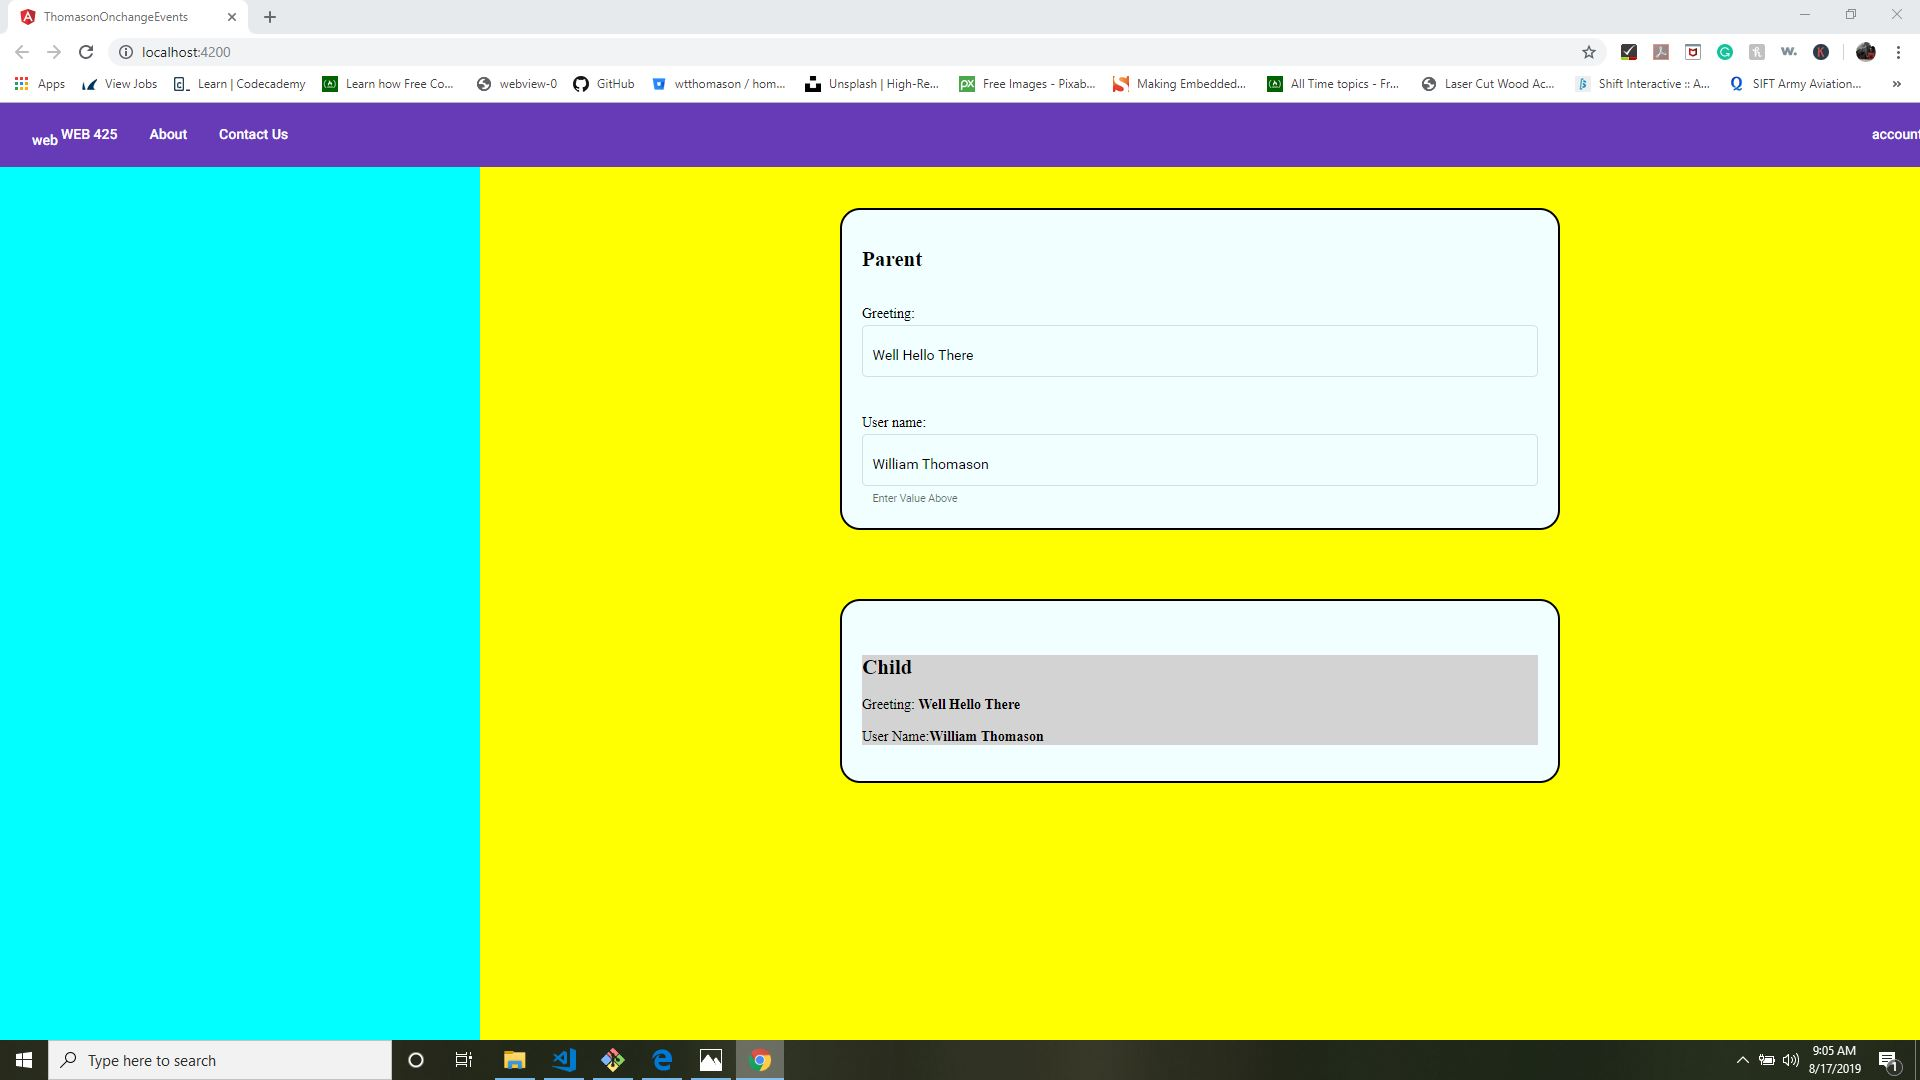 ThomasonOnchangeEvents
localhost:4200
Apps View Jobs Learn | Codecademy Learn how Free Co... webview-0 GitHub wtthomason / hom... Unsplash | High-Re... Free Images - Pixab... Making Embedded... All Time topics - Fr... Laser Cut Wood Ac... Shift Interactive :: A... SIFT Army Aviation... »
web WEB 425 About Contact Us account
Parent
Greeting:
Well Hello There
User name:
William Thomason
Enter Value Above
Child
Greeting: Well Hello There
User Name:William Thomason
Type here to search
9:05 AM
8/17/2019
1